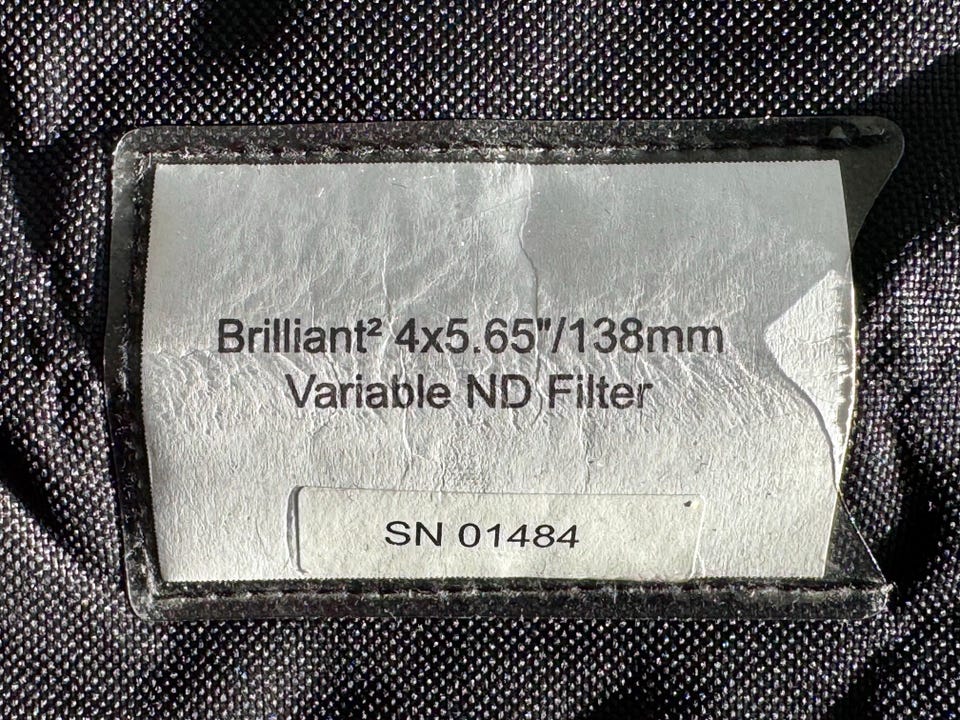 Brilliant² 4x5.65"/138mm
Variable ND Filter
SN 01484